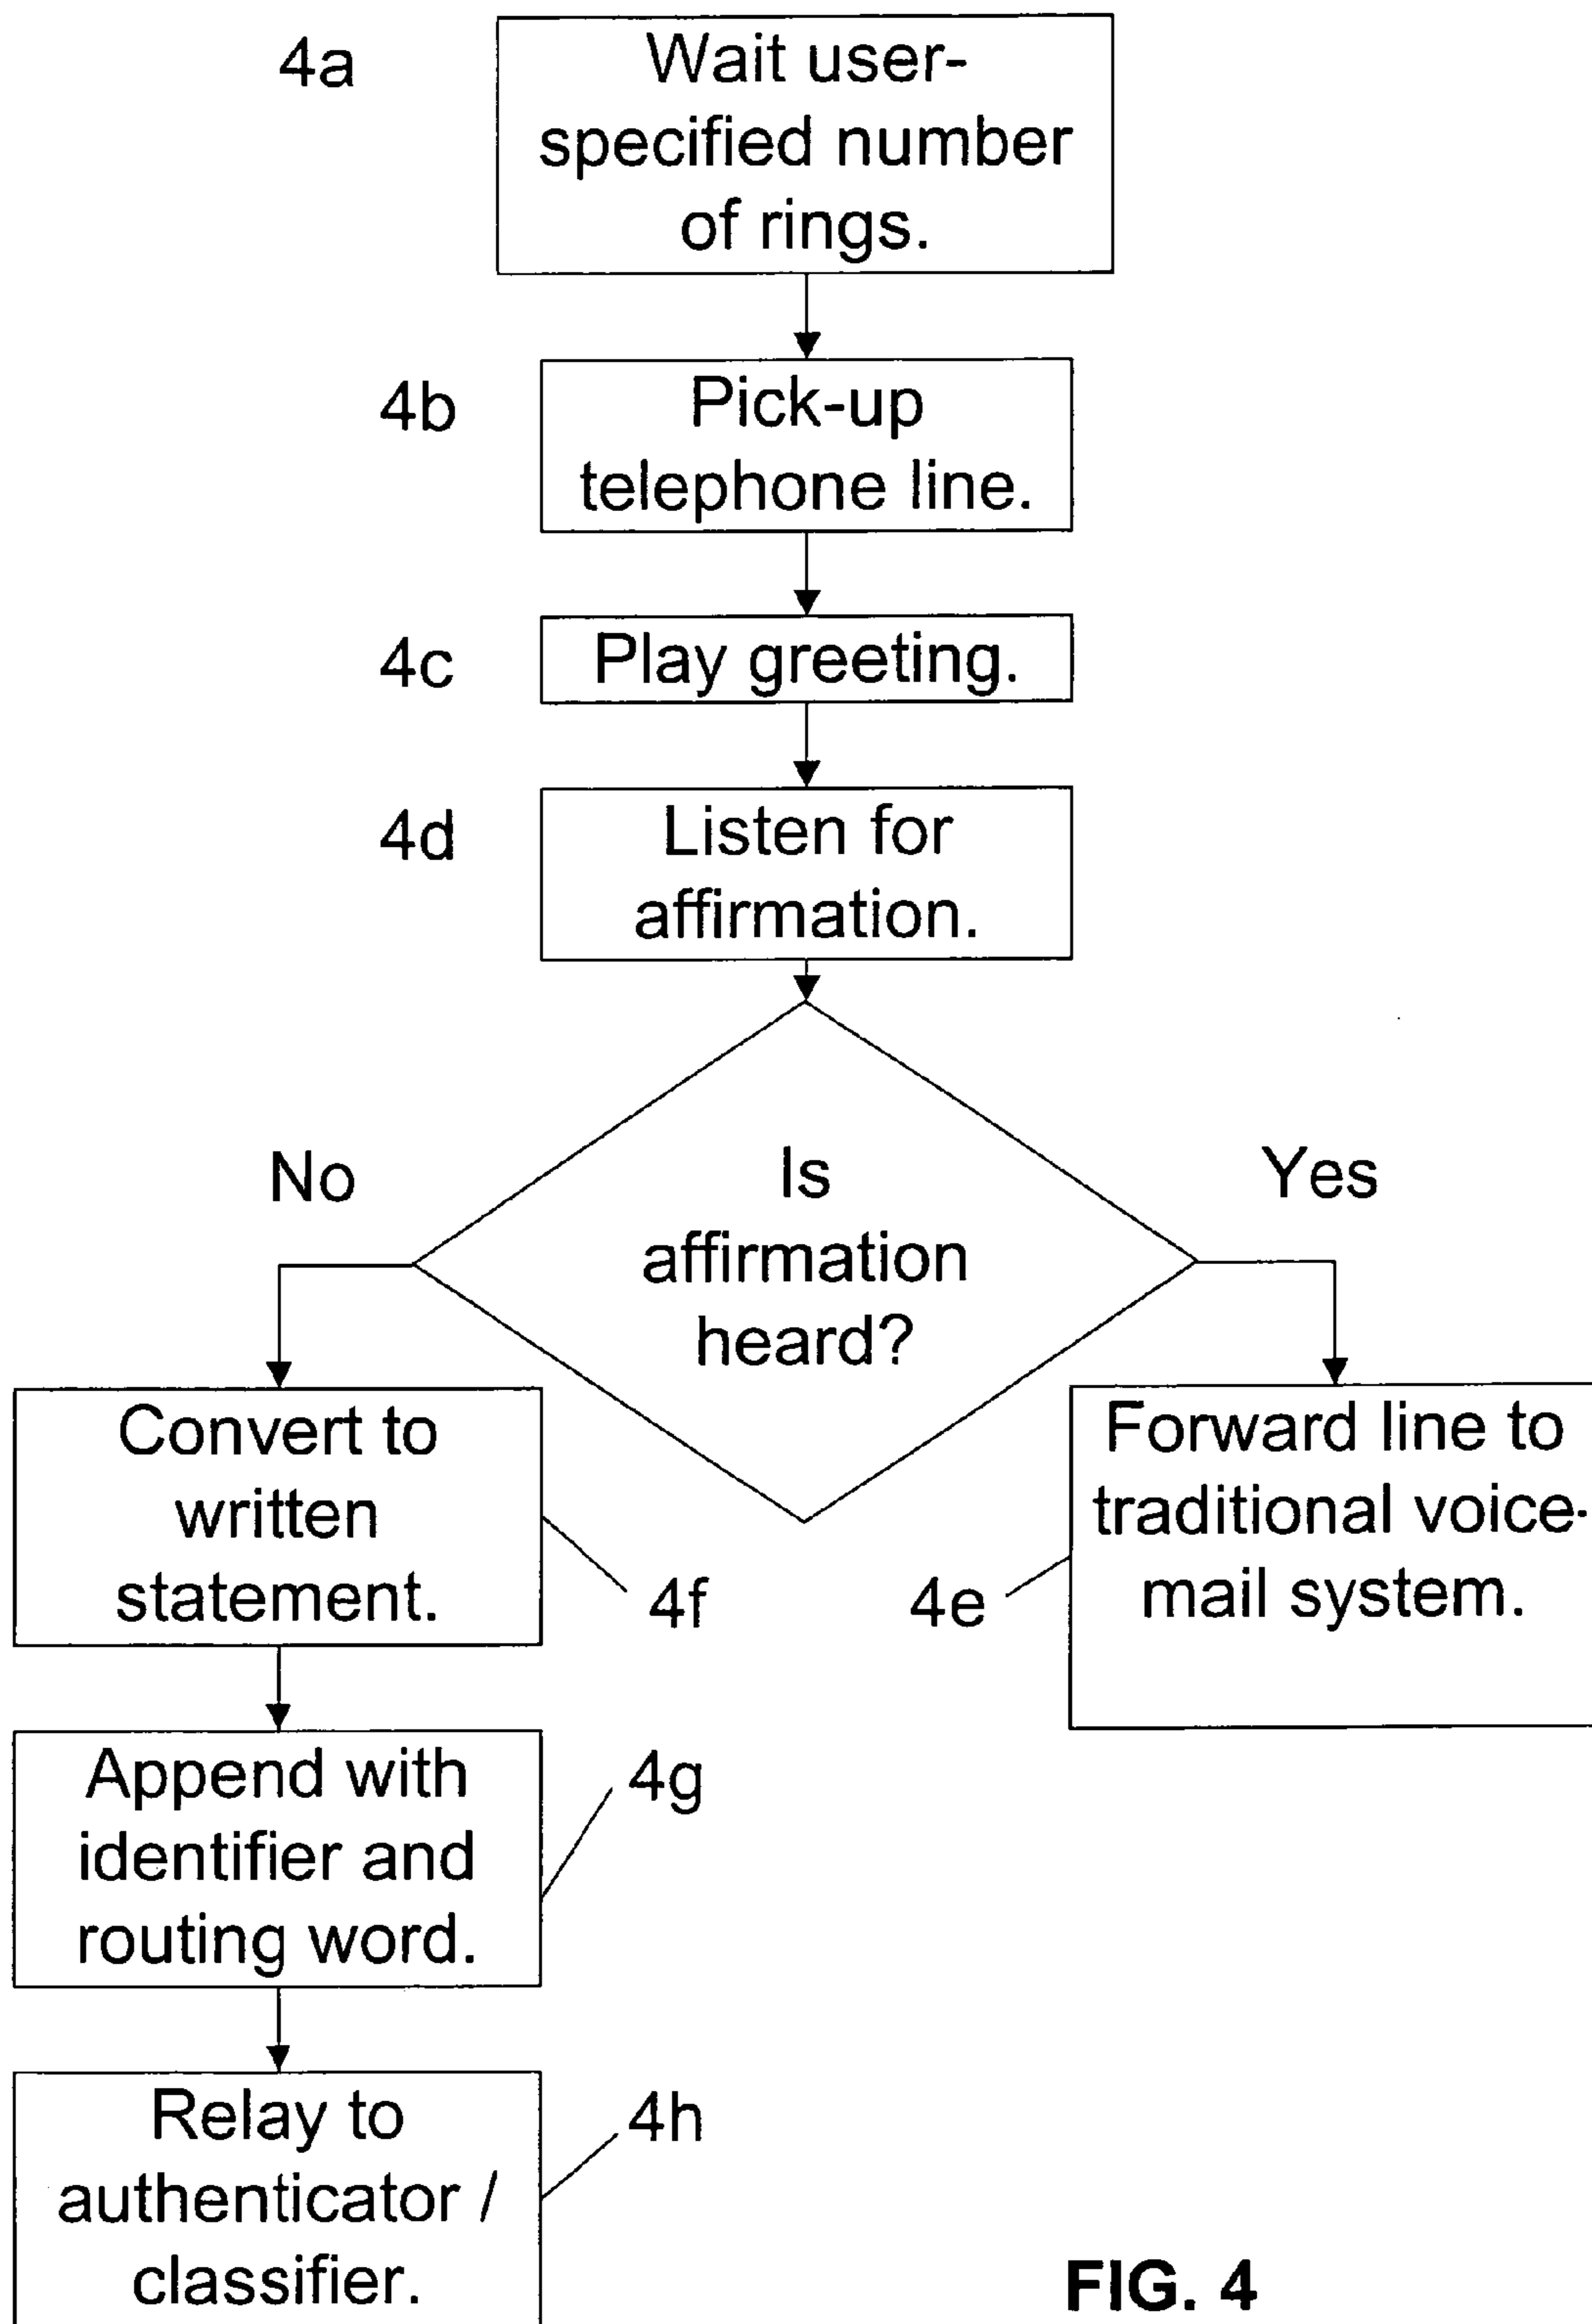 4a
Wait user-
specified number
of rings.
4b
Pick-up
telephone line.
4c
Play greeting.
4d
Listen for
affirmation.
No
Is
affirmation
heard?
Yes
Convert to
written
statement.
4f
4e
Forward line to
traditional voice-
mail system.
Append with
identifier and
routing word.
4g
Relay to
authenticator /
classifier.
4h
FIG. 4